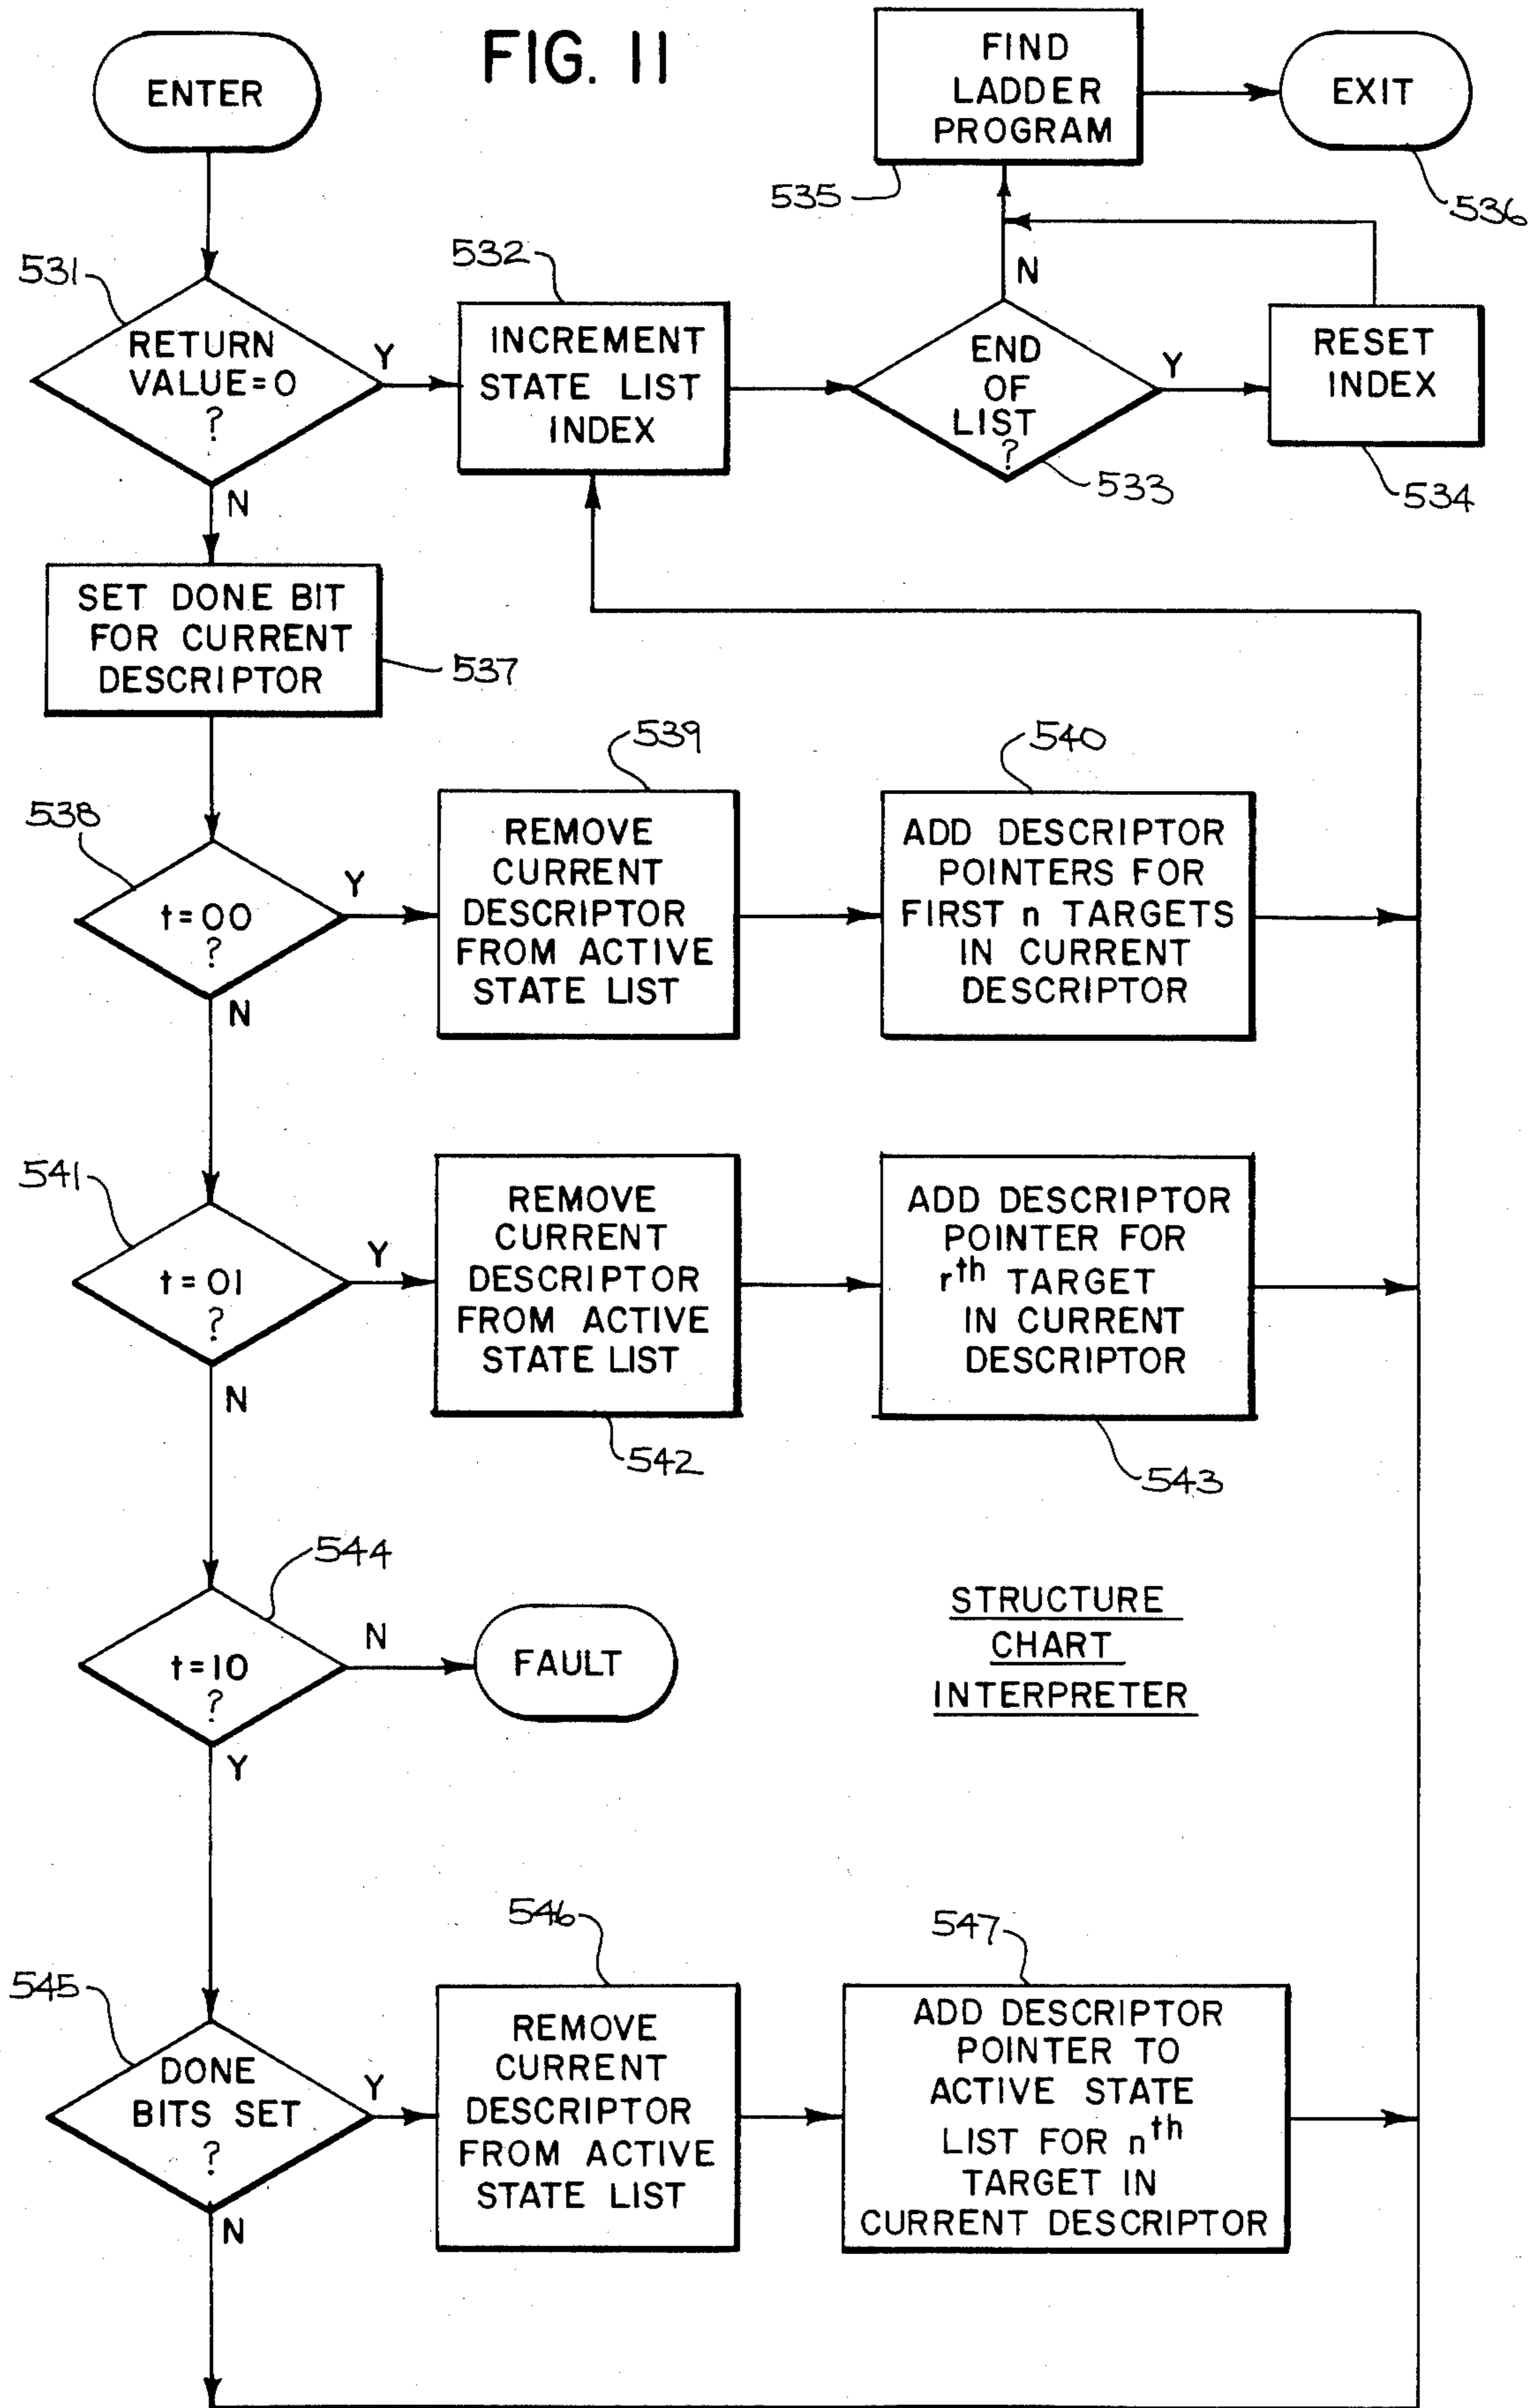 FIG. 11
ENTER
FIND
LADDER
PROGRAM
EXIT
535
536
531
RETURN
VALUE=0
?
Y
N
532
INCREMENT
STATE LIST
INDEX
END
OF
LIST
?
N
Y
533
RESET
INDEX
534
SET DONE BIT
FOR CURRENT
DESCRIPTOR
537
538
t=00
?
Y
N
539
REMOVE
CURRENT
DESCRIPTOR
FROM ACTIVE
STATE LIST
540
ADD DESCRIPTOR
POINTERS FOR
FIRST n TARGETS
IN CURRENT
DESCRIPTOR
541
t=01
?
Y
N
REMOVE
CURRENT
DESCRIPTOR
FROM ACTIVE
STATE LIST
542
ADD DESCRIPTOR
POINTER FOR
rth TARGET
IN CURRENT
DESCRIPTOR
543
544
t=10
?
N
Y
FAULT
STRUCTURE
CHART
INTERPRETER
545
DONE
BITS SET
?
Y
N
546
REMOVE
CURRENT
DESCRIPTOR
FROM ACTIVE
STATE LIST
547
ADD DESCRIPTOR
POINTER TO
ACTIVE STATE
LIST FOR nth
TARGET IN
CURRENT DESCRIPTOR